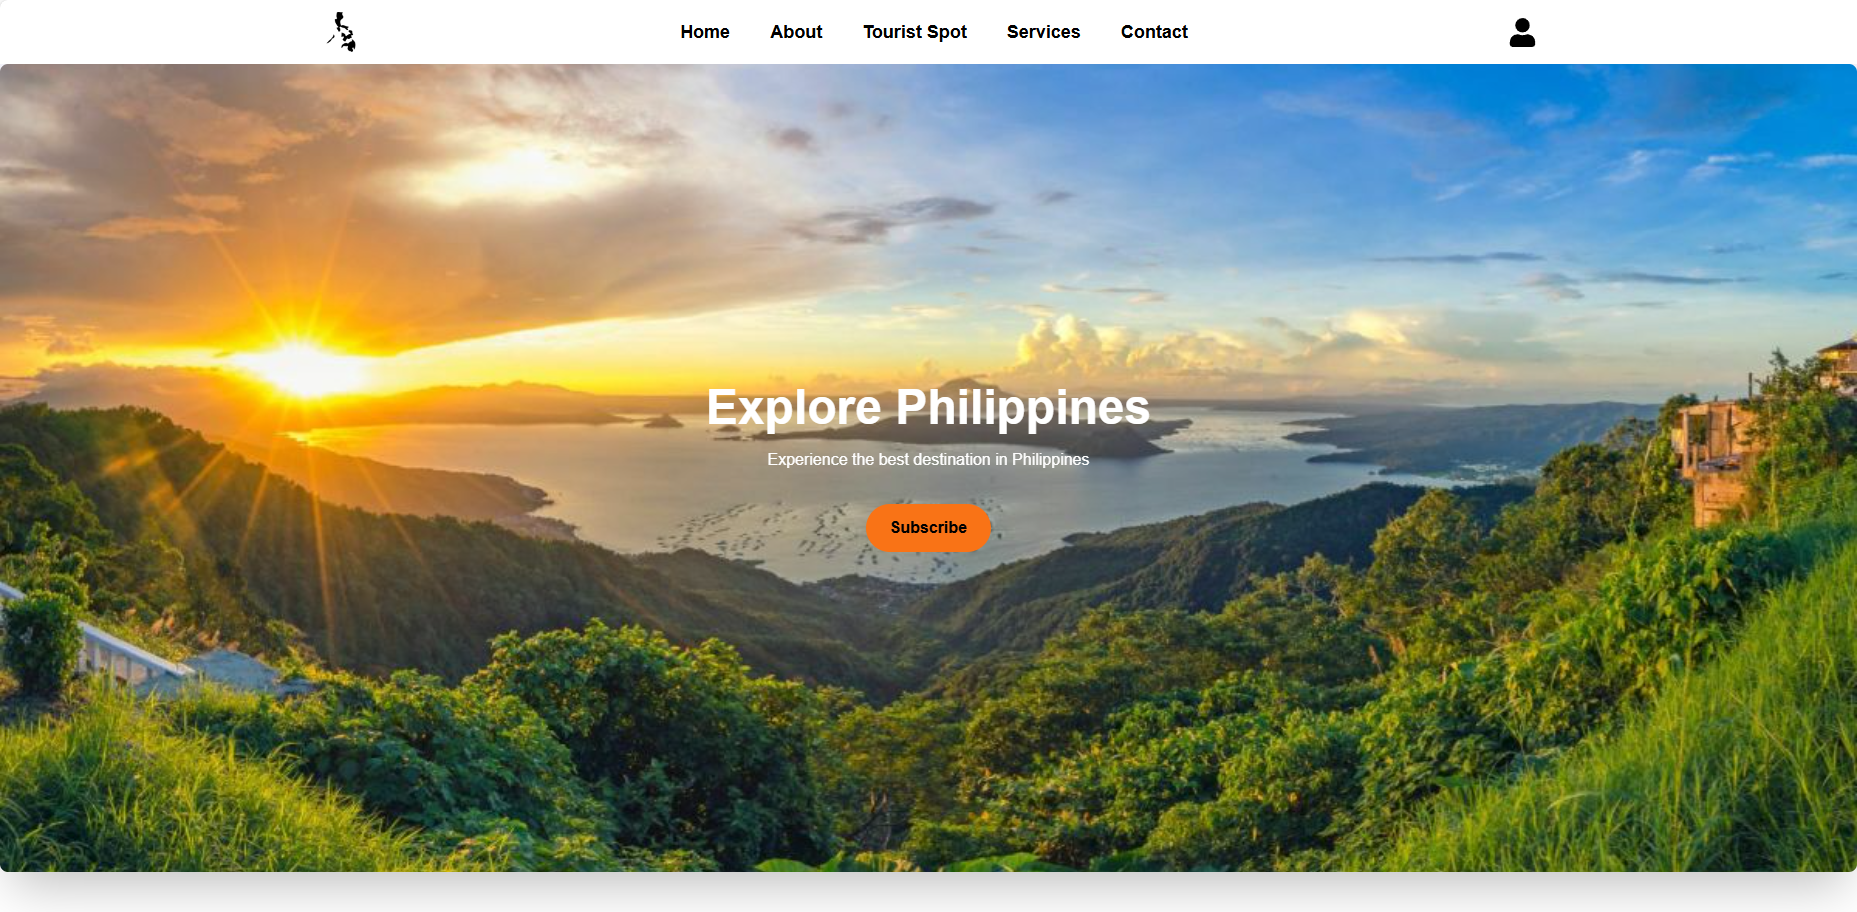 Home About Tourist Spot Services Contact
Explore Philippines
Experience the best destination in Philippines
Subscribe